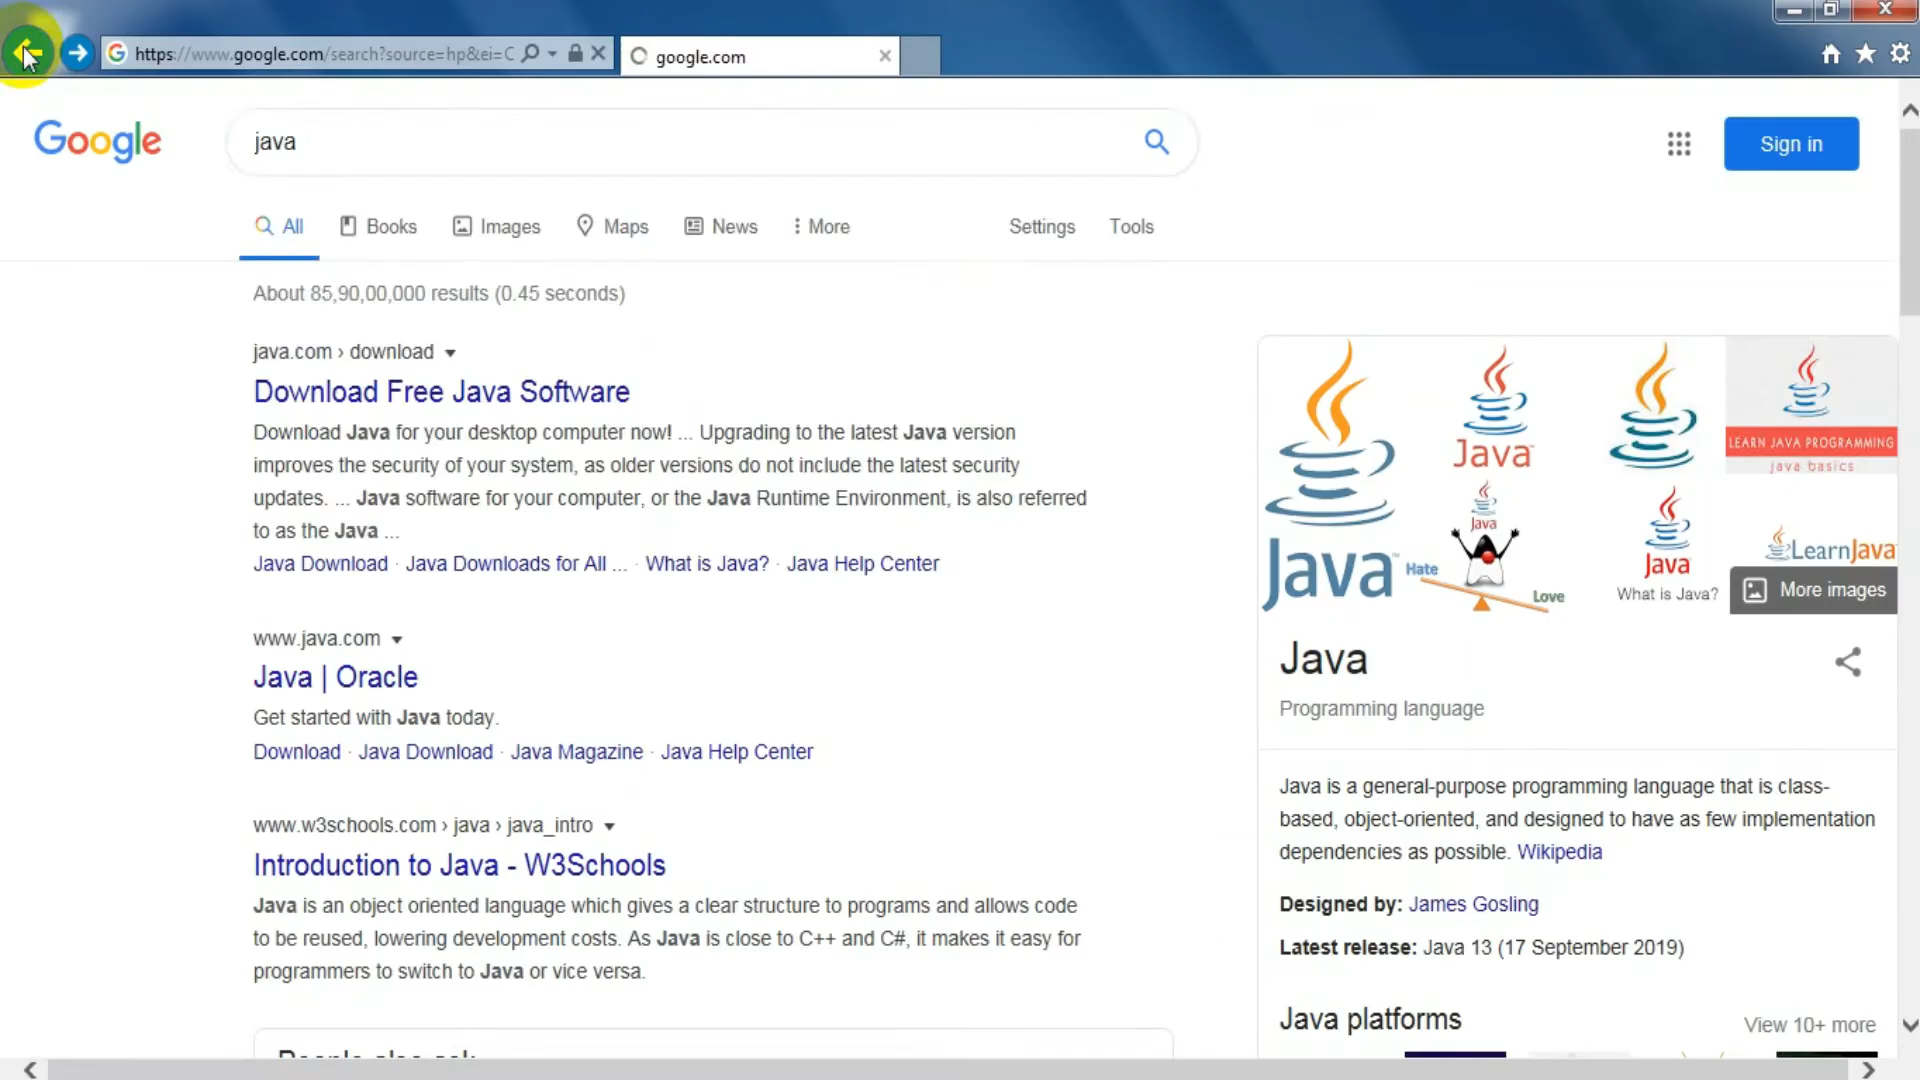 https://www.google.com/search?source=hp&ei=C
google.com
Google
java
Sign in
All
Books
Images
Maps
News
More
Settings
Tools
About 85,90,00,000 results (0.45 seconds)
java.com › download
Download Free Java Software
Download Java for your desktop computer now! ... Upgrading to the latest Java version
improves the security of your system, as older versions do not include the latest security
updates. ... Java software for your computer, or the Java Runtime Environment, is also referred
to as the Java ...
Java Download · Java Downloads for All ... · What is Java? · Java Help Center
www.java.com
Java | Oracle
Get started with Java today.
Download · Java Download · Java Magazine · Java Help Center
www.w3schools.com › java › java_intro
Introduction to Java - W3Schools
Java is an object oriented language which gives a clear structure to programs and allows code
to be reused, lowering development costs. As Java is close to C++ and C#, it makes it easy for
programmers to switch to Java or vice versa.
Java™
Java™
LEARN JAVA PROGRAMMING
java basics
Java
Hate
Love
Java
What is Java?
LearnJava
More images
Java
Programming language
Java is a general-purpose programming language that is class-
based, object-oriented, and designed to have as few implementation
dependencies as possible. Wikipedia
Designed by: James Gosling
Latest release: Java 13 (17 September 2019)
Java platforms
View 10+ more